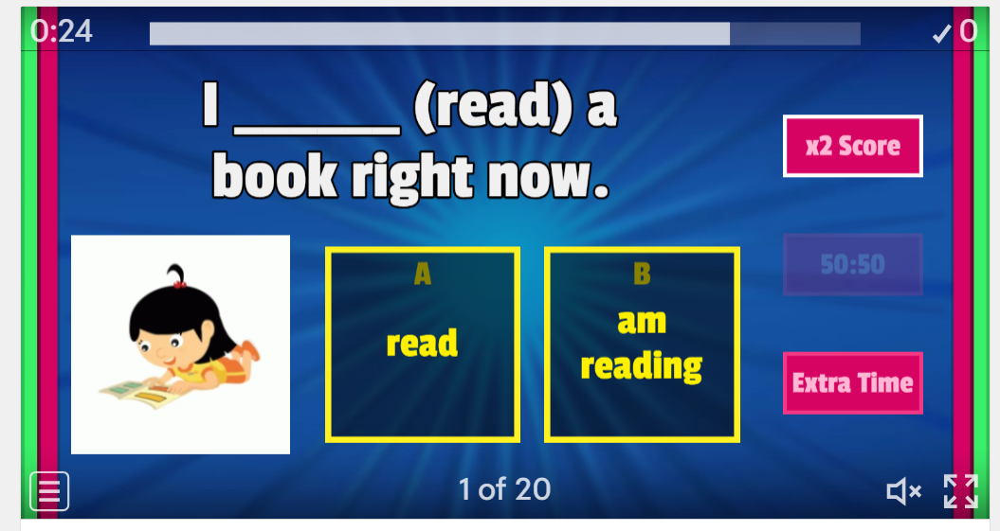 0:24
✓ 0
I ______ (read) a
book right now.
x2 Score
50:50
Extra Time
A
read
B
am
reading
1 of 20